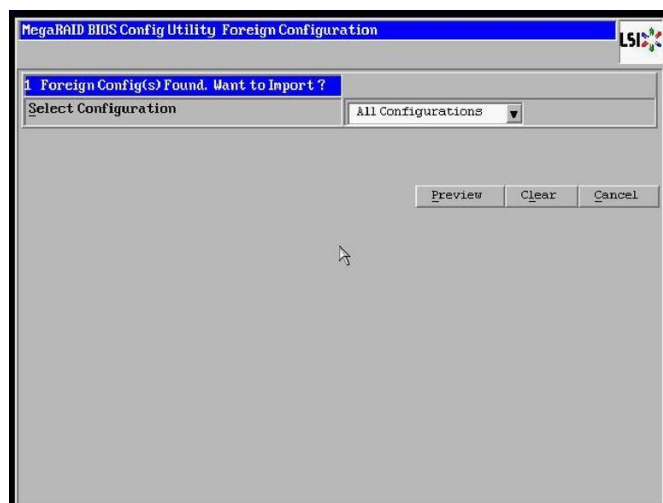 MegaRAID BIOS Config Utility Foreign Configuration
LSI
1 Foreign Config(s) Found. Want to Import ?
Select Configuration
All Configurations
Preview Clear Cancel